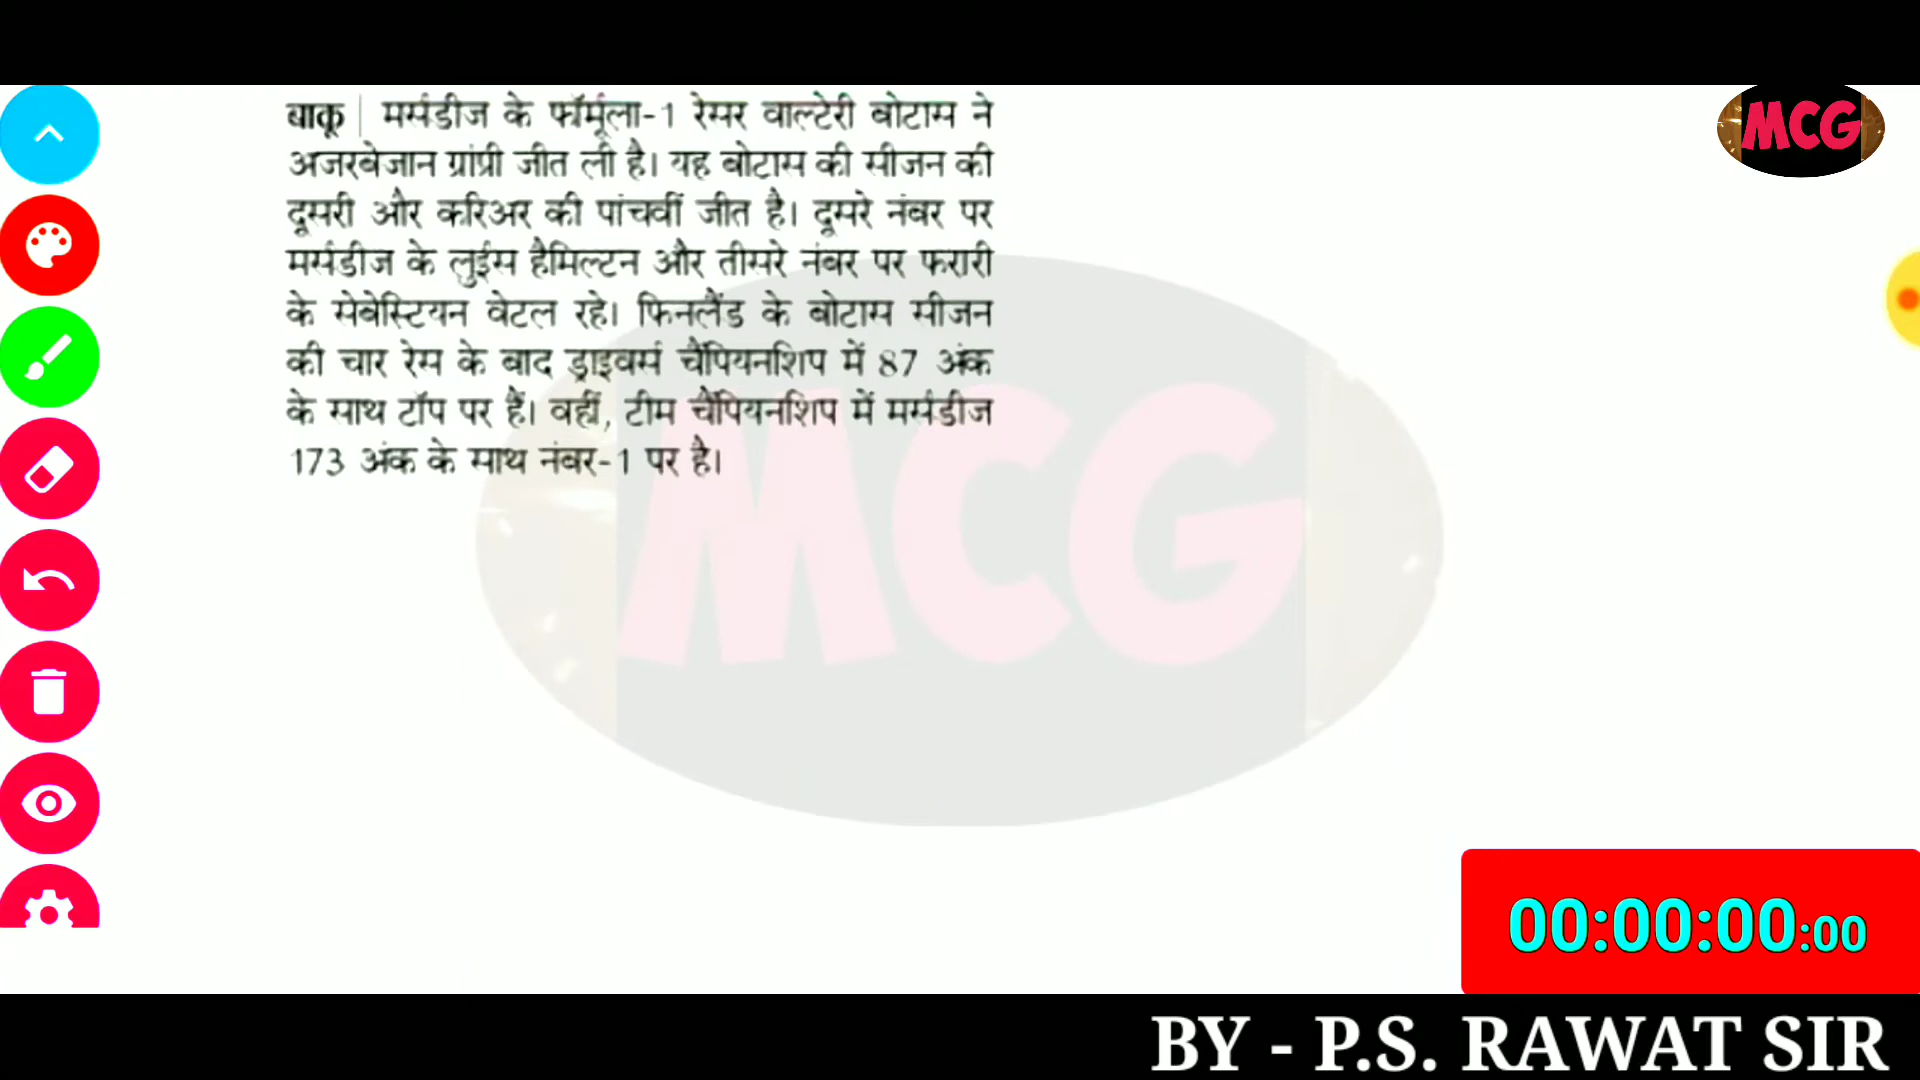 बाकू | मर्सडीज के फॉर्मूला-1 रेसर वाल्टेरी बोटास ने
अजरबेजान ग्रांप्री जीत ली है। यह बोटास की सीजन की
दूसरी और करिअर की पांचवीं जीत है। दूसरे नंबर पर
मर्सडीज के लुईस हैमिल्टन और तीसरे नंबर पर फरारी
के सेबेस्टियन वेटल रहे। फिनलैंड के बोटास सीजन
की चार रेस के बाद ड्राइवर्स चैंपियनशिप में 87 अंक
के साथ टॉप पर हैं। वहीं, टीम चैंपियनशिप में मर्सडीज
173 अंक के साथ नंबर-1 पर है।
MCG
MCG
00:00:00:00
BY - P.S. RAWAT SIR